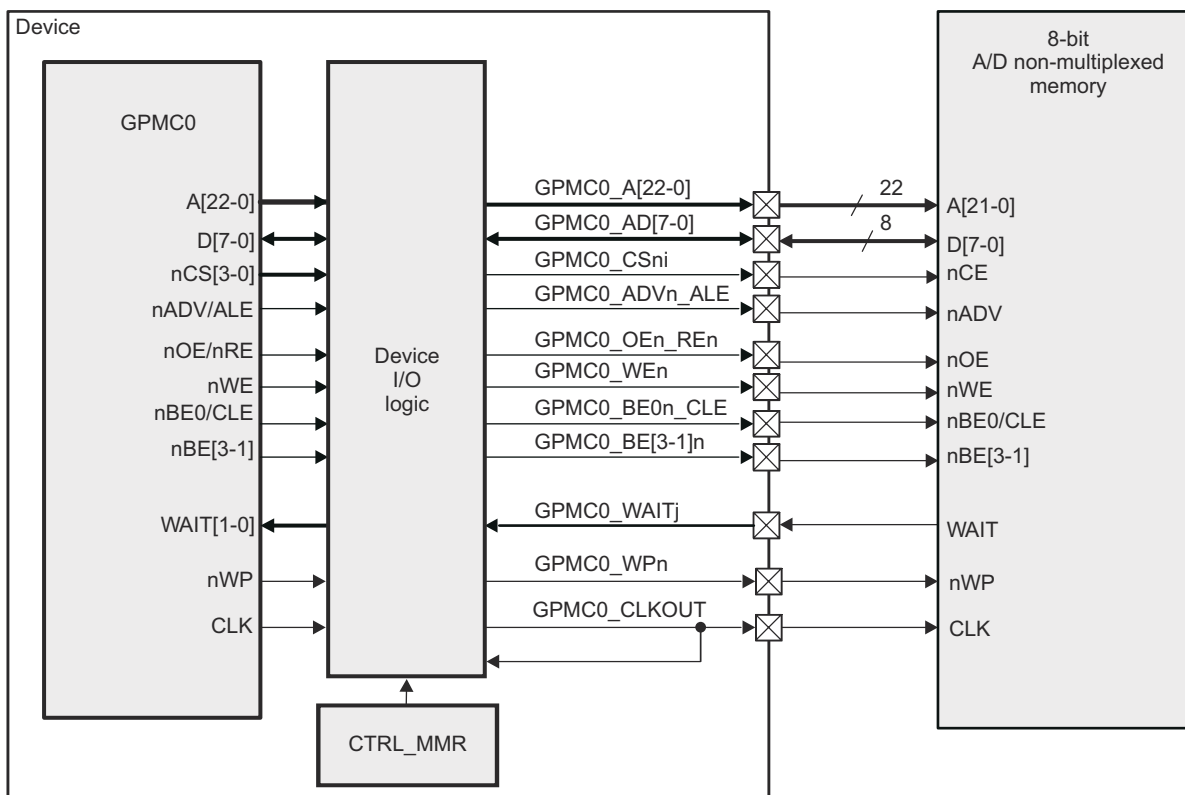 Device
8-bit
A/D non-multiplexed
memory
GPMC0
A[22-0]
D[7-0]
nCS[3-0]
nADV/ALE
nOE/nRE
nWE
nBE0/CLE
nBE[3-1]
WAIT[1-0]
nWP
CLK
Device
I/O
logic
GPMC0_A[22-0]
GPMC0_AD[7-0]
GPMC0_CSni
GPMC0_ADVn_ALE
GPMC0_OEn_REn
GPMC0_WEn
GPMC0_BE0n_CLE
GPMC0_BE[3-1]n
GPMC0_WAITj
GPMC0_WPn
GPMC0_CLKOUT
22
8
A[21-0]
D[7-0]
nCE
nADV
nOE
nWE
nBE0/CLE
nBE[3-1]
WAIT
nWP
CLK
CTRL_MMR